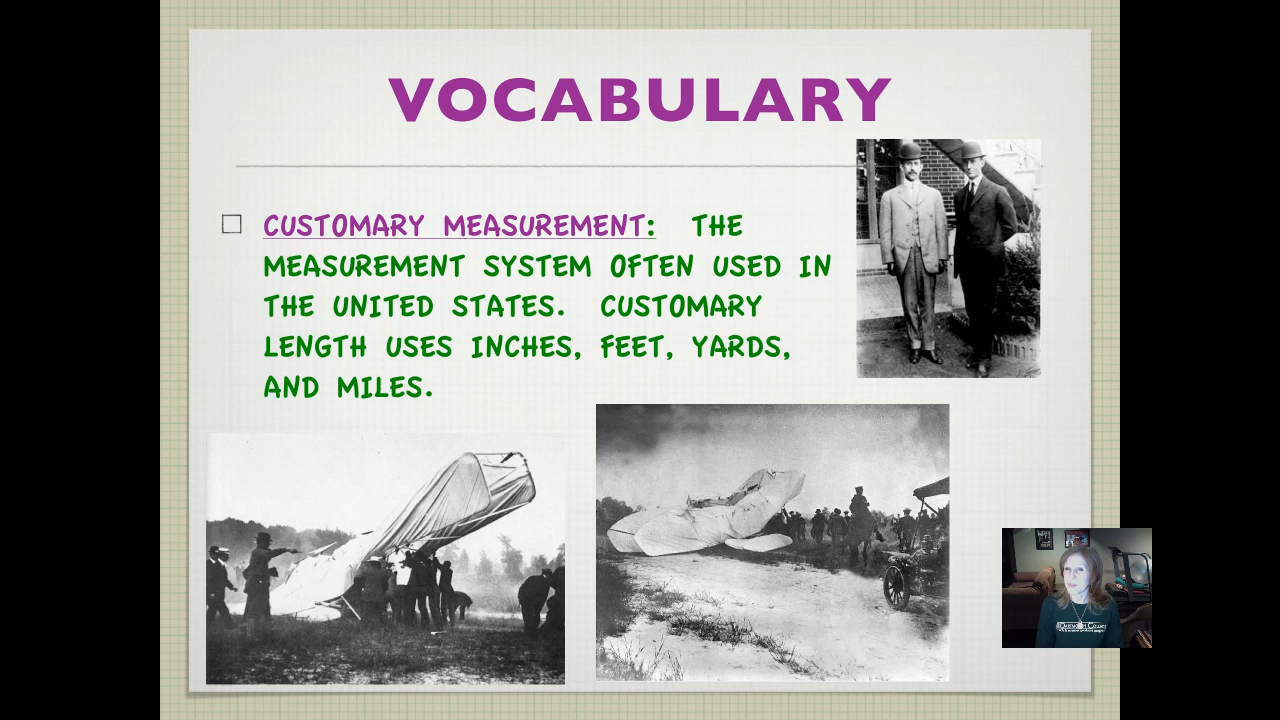 VOCABULARY
CUSTOMARY MEASUREMENT: THE
MEASUREMENT SYSTEM OFTEN USED IN
THE UNITED STATES. CUSTOMARY
LENGTH USES INCHES, FEET, YARDS,
AND MILES.